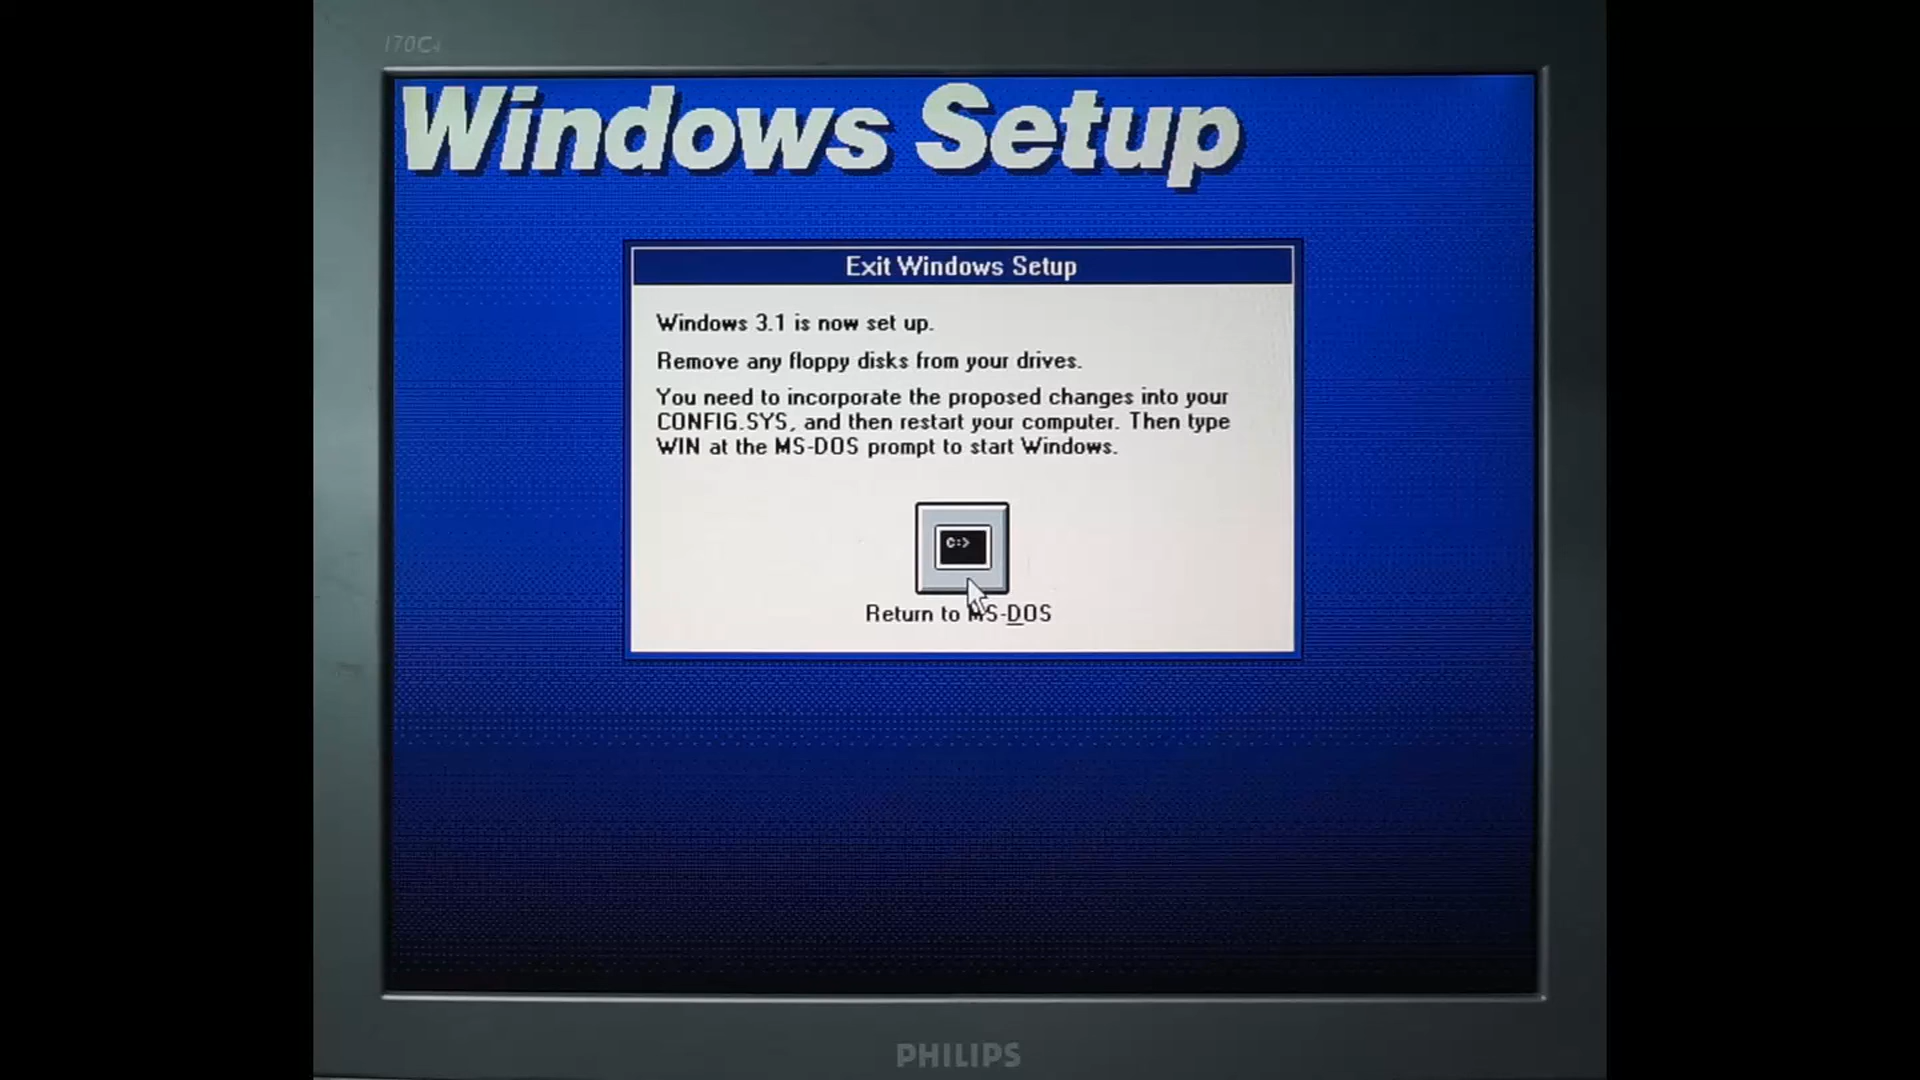 170C4
Windows Setup
Exit Windows Setup
Windows 3.1 is now set up.
Remove any floppy disks from your drives.
You need to incorporate the proposed changes into your
CONFIG.SYS, and then restart your computer. Then type
WIN at the MS-DOS prompt to start Windows.
C:>
Return to MS-DOS
PHILIPS